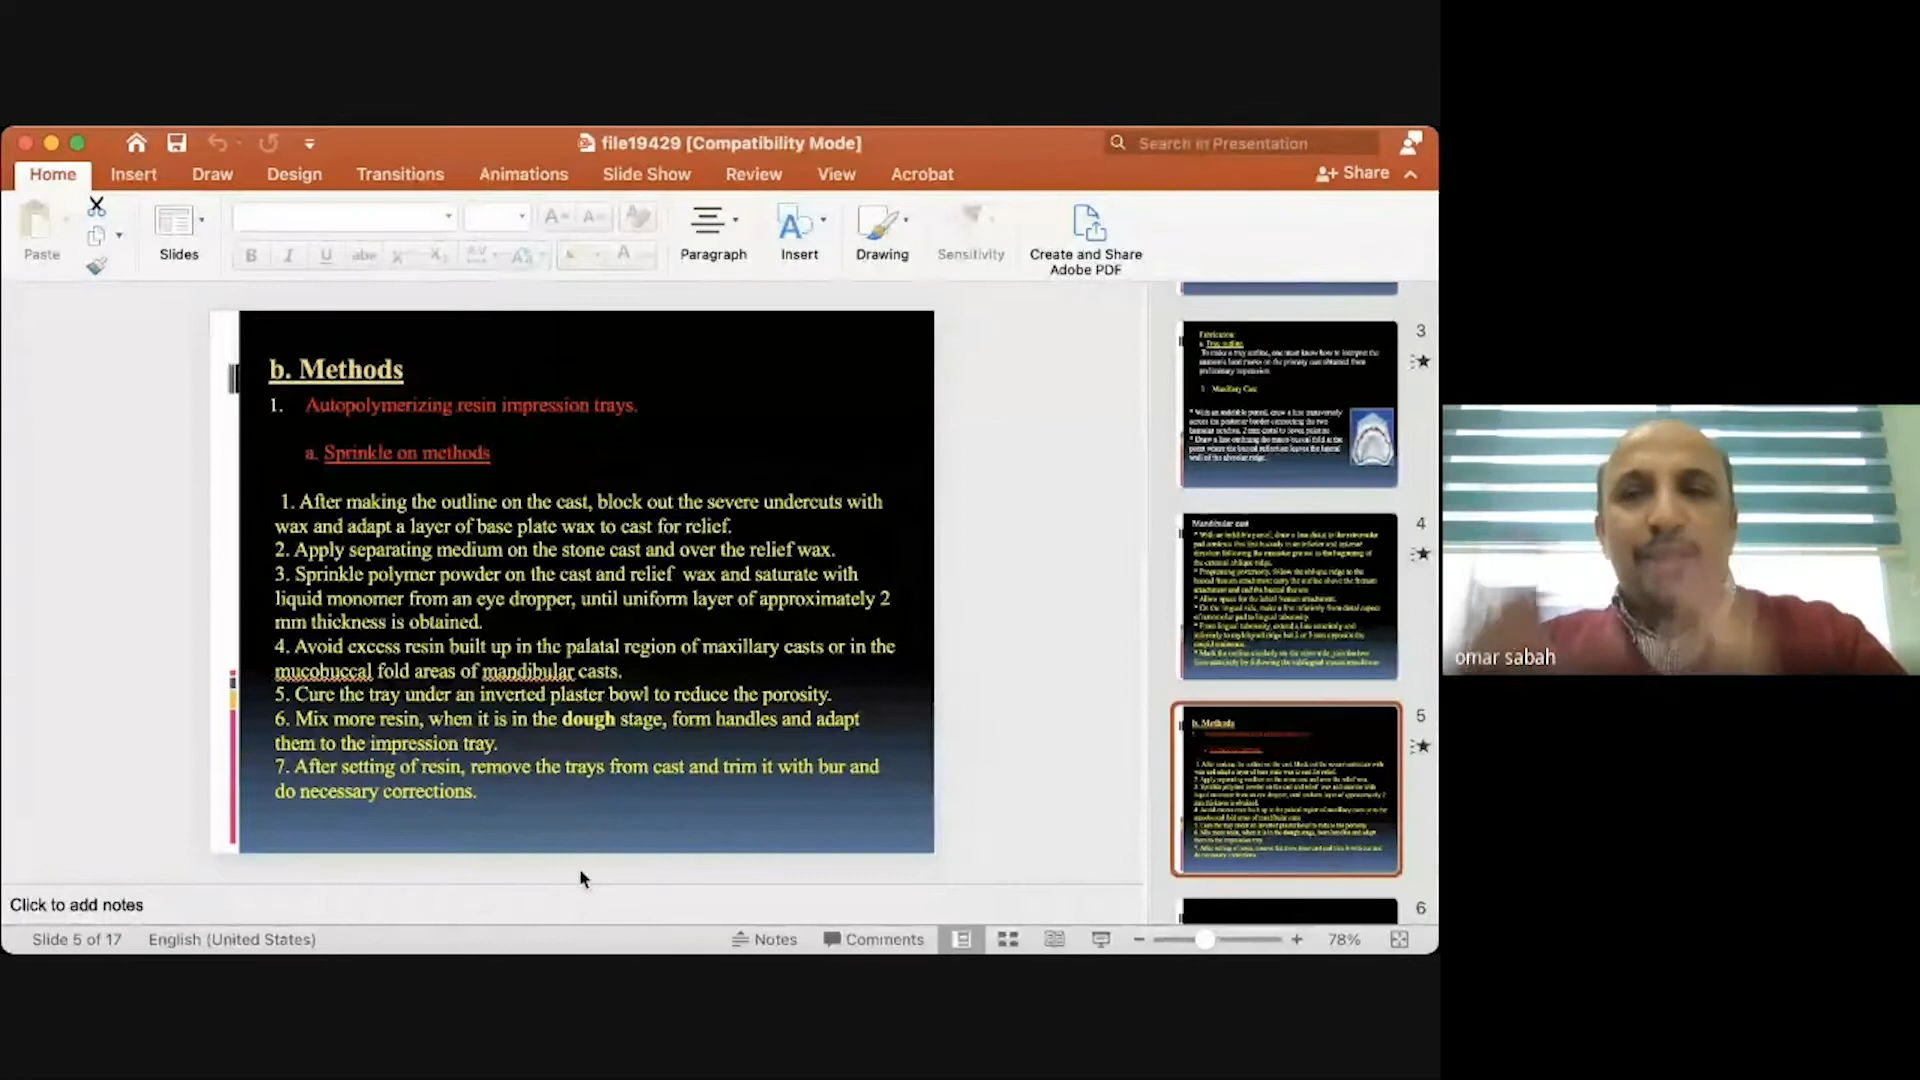 file19429 [Compatibility Mode]
Search in Presentation
Home Insert Draw Design Transitions Animations Slide Show Review View Acrobat
Share
Paste
Slides
Paragraph
Insert
Drawing
Sensitivity
Create and Share
Adobe PDF
b. Methods
1. Autopolymerizing resin impression trays.
a. Sprinkle on methods
1. After making the outline on the cast, block out the severe undercuts with
wax and adapt a layer of base plate wax to cast for relief.
2. Apply separating medium on the stone cast and over the relief wax.
3. Sprinkle polymer powder on the cast and relief wax and saturate with
liquid monomer from an eye dropper, until uniform layer of approximately 2
mm thickness is obtained.
4. Avoid excess resin built up in the palatal region of maxillary casts or in the
mucobuccal fold areas of mandibular casts.
5. Cure the tray under an inverted plaster bowl to reduce the porosity.
6. Mix more resin, when it is in the dough stage, form handles and adapt
them to the impression tray.
7. After setting of resin, remove the trays from cast and trim it with bur and
do necessary corrections.
3
4
Mandibular cast
5
b. Methods
6
omar sabah
Click to add notes
Slide 5 of 17 English (United States) Notes Comments 78%